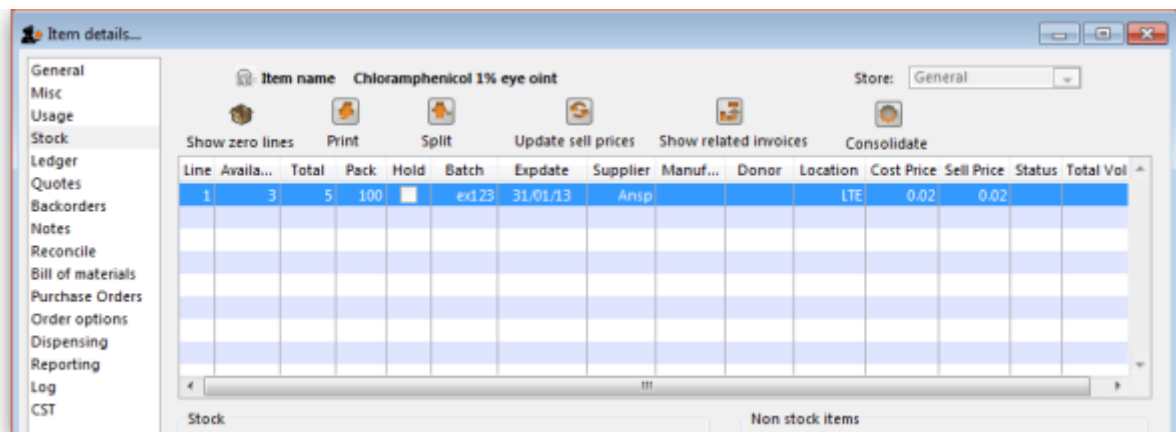 Item details...
General
Misc
Usage
Stock
Ledger
Quotes
Backorders
Notes
Reconcile
Bill of materials
Purchase Orders
Order options
Dispensing
Reporting
Log
CST
Item name Chloramphenicol 1% eye oint
Store: General
Show zero lines Print Split Update sell prices Show related invoices Consolidate
Line Availa... Total Pack Hold Batch Expdate Supplier Manuf... Donor Location Cost Price Sell Price Status Total Vol
1 3 5 100 ex123 31/01/13 Ansp LTE 0.02 0.02
Stock
Non stock items